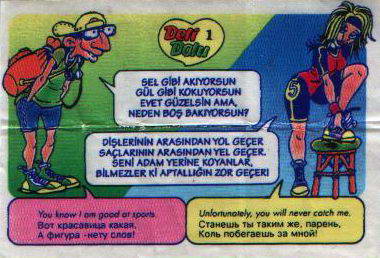 Deli 1
Dolu
SEL GİBİ AKIYORSUN
GÜL GİBİ KOKUYORSUN
EVET GÜZELSİN AMA,
NEDEN BOŞ BAKIYORSUN?
DİŞLERİNİN ARASINDAN YOL GEÇER
SAÇLARININ ARASINDAN YEL GEÇER.
SENİ ADAM YERİNE KOYANLAR,
BİLMEZLER Kİ APTALLIĞIN ZOR GEÇER!
You know I am good at sports.
Вот красавица какая,
А фигура -нету слов!
Unfortunately, you will never catch me.
Станешь ты таким же, парень,
Коль побегаешь за мной!
5